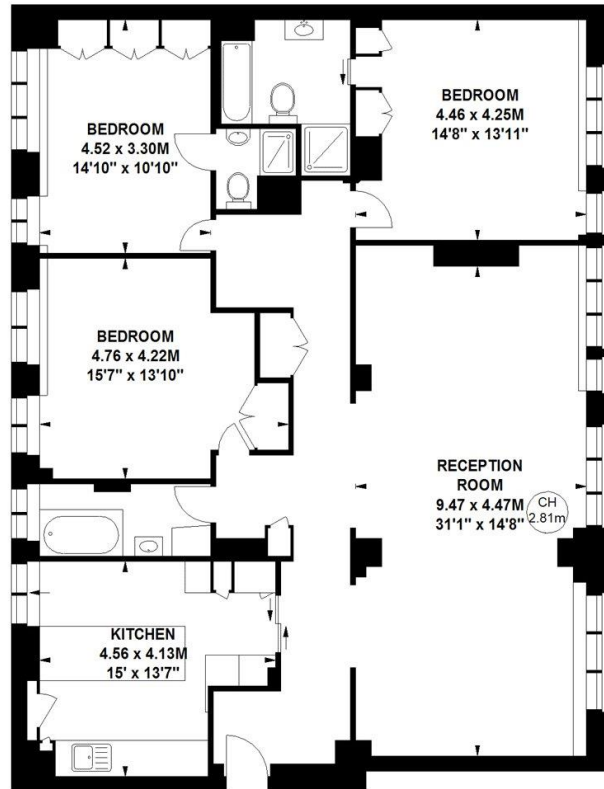 BEDROOM
4.52 x 3.30M
14'10" x 10'10"
BEDROOM
4.46 x 4.25M
14'8" x 13'11"
BEDROOM
4.76 x 4.22M
15'7" x 13'10"
RECEPTION
ROOM
9.47 x 4.47M
31'1" x 14'8"
CH
2.81m
KITCHEN
4.56 x 4.13M
15' x 13'7"